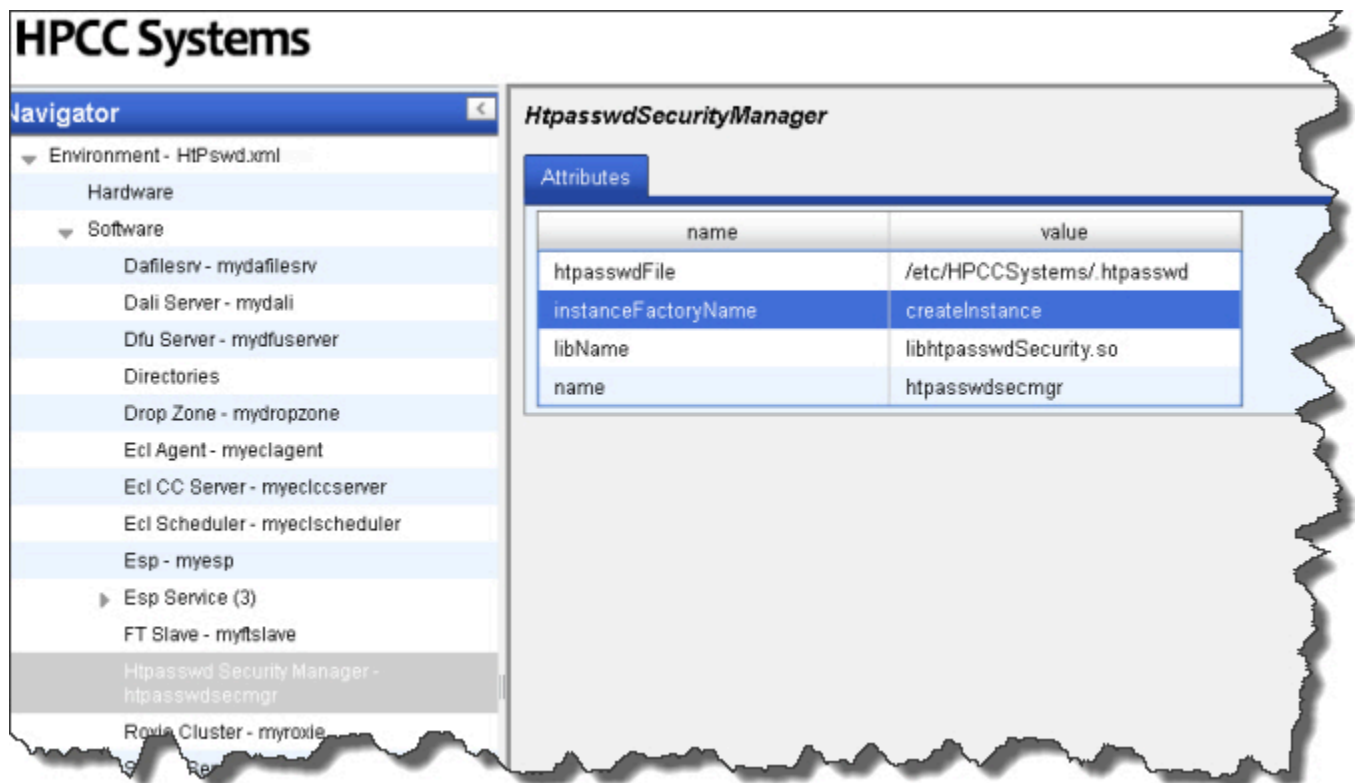 HPCC Systems
Navigator
Environment - HtPswd.xml
Hardware
Software
Dafilesrv - mydafilesrv
Dali Server - mydali
Dfu Server - mydfuserver
Directories
Drop Zone - mydropzone
Ecl Agent - myeclagent
Ecl CC Server - myeclccserver
Ecl Scheduler - myeclscheduler
Esp - myesp
Esp Service (3)
FT Slave - myftslave
Htpasswd Security Manager -
htpasswdsecmgr
Roxie Cluster - myroxie
HtpasswdSecurityManager
Attributes
name value
htpasswdFile /etc/HPCCSystems/.htpasswd
instanceFactoryName createInstance
libName libhtpasswdSecurity.so
name htpasswdsecmgr